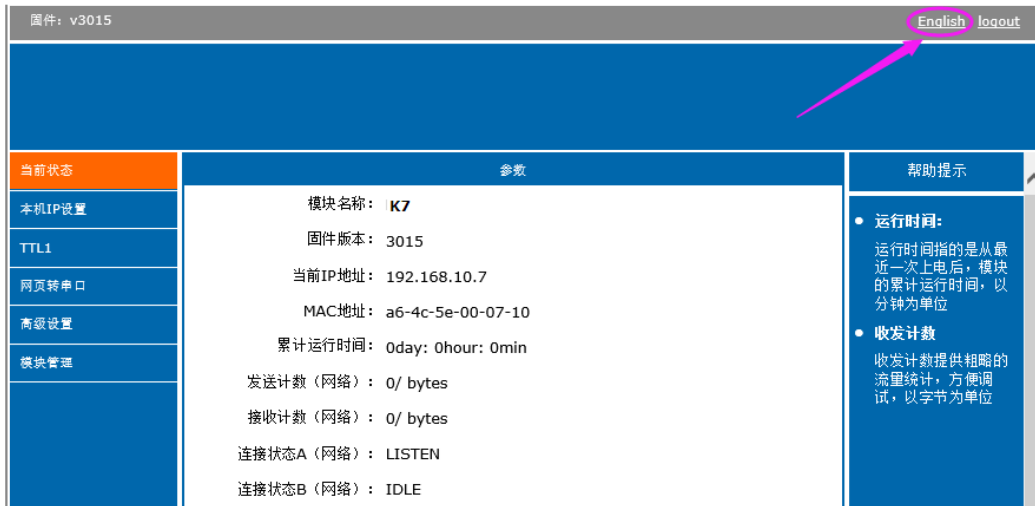 固件：v3015
English logout
当前状态
本机IP设置
TTL1
网页转串口
高级设置
模块管理
参数
模块名称： K7
固件版本： 3015
当前IP地址： 192.168.10.7
MAC地址： a6-4c-5e-00-07-10
累计运行时间： 0day: 0hour: 0min
发送计数（网络）： 0/ bytes
接收计数（网络）： 0/ bytes
连接状态A（网络）： LISTEN
连接状态B（网络）： IDLE
帮助提示
运行时间：
运行时间指的是从最
近一次上电后，模块
的累计运行时间，以
分钟为单位
收发计数
收发计数提供粗略的
流量统计，方便调
试，以字节为单位